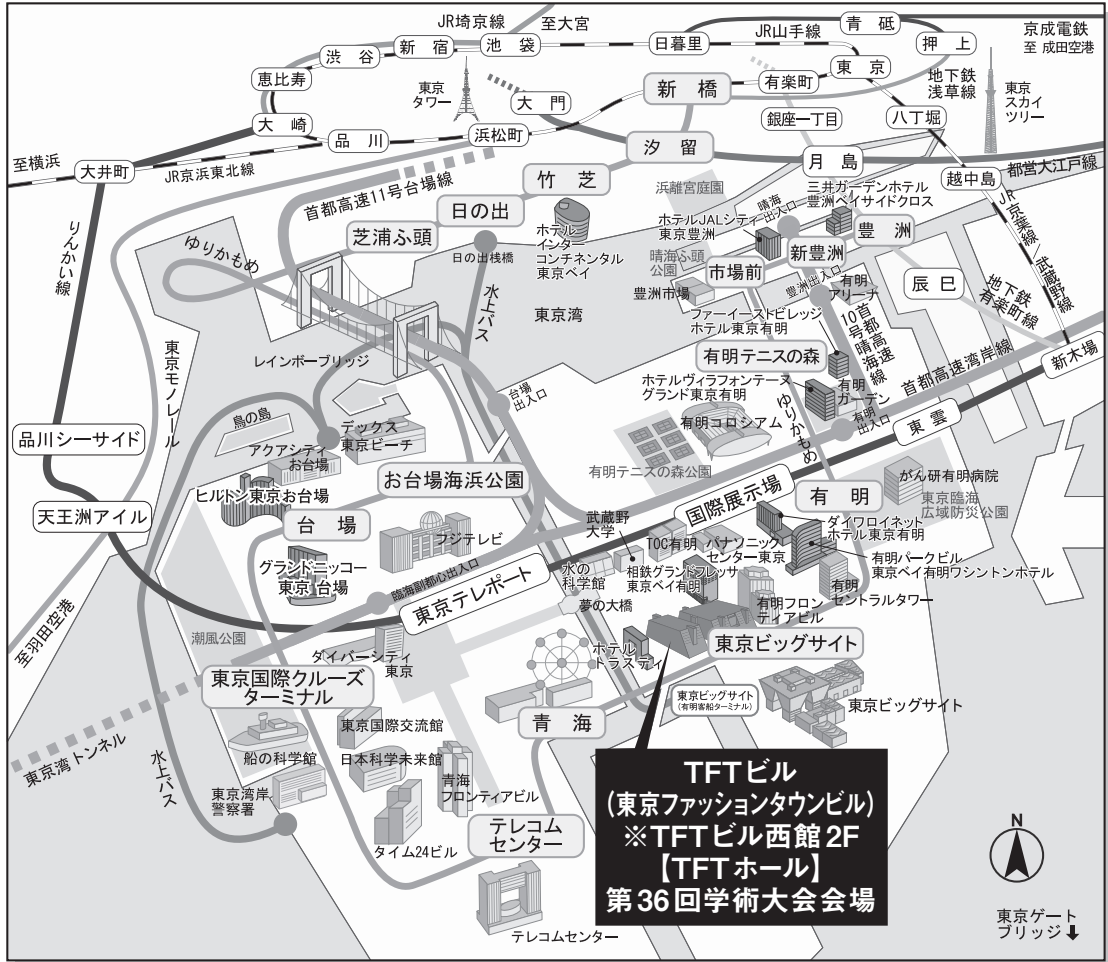 JR埼京線
至大宮
渋 谷
新 宿
池 袋
日暮里
JR山手線
青 砥
京成電鉄
至 成田空港
押 上
恵比寿
東京
タワー
大 門
新 橋
有楽町
東 京
地下鉄
浅草線
東京
スカイ
ツリー
大 崎
品 川
浜松町
銀座一丁目
八丁堀
至横浜
大井町
JR京浜東北線
汐 留
月 島
越中島
都営大江戸線
首都高速11号台場線
竹 芝
浜離宮庭園
晴海
出入口
三井ガーデンホテル
豊洲ベイサイドクロス
JR京葉線/武蔵野線
りんかい線
日の出
芝浦ふ頭
ホテル
インター
コンチネンタル
東京ベイ
ホテルJALシティ
東京豊洲
豊 洲
新豊洲
ゆりかもめ
日の出桟橋
晴海ふ頭
公園
市場前
豊洲出入口
有明
アリーナ
辰 巳
地下鉄
有楽町線
水上バス
東京湾
豊洲市場
ファーイーストビレッジ
ホテル東京有明
10号晴海線
首都高速
東京モノレール
レインボーブリッジ
有明テニスの森
首都高速湾岸線
新木場
台場
出入口
ホテルヴィラフォンテーヌ
グランド東京有明
有明
ガーデン
鳥の島
デックス
東京ビーチ
有明コロシアム
ゆりかもめ
有明
出入口
東 雲
品川シーサイド
アクアシティ
お台場
有明テニスの森公園
がん研有明病院
ヒルトン東京お台場
お台場海浜公園
国際展示場
有 明
東京臨海
広域防災公園
天王洲アイル
台 場
フジテレビ
武蔵野
大学
TOC有明
パナソニック
センター東京
ダイワロイネット
ホテル東京有明
グランドニッコー
東京 台場
臨海副都心出入口
水の
科学館
相鉄グランドフレッサ
東京ベイ有明
有明パークビル
東京ベイ有明ワシントンホテル
東京テレポート
夢の大橋
有明フロン
ティアビル
有明
セントラルタワー
至羽田空港
潮風公園
ダイバーシティ
東京
ホテル
トラスティ
東京ビッグサイト
東京国際クルーズ
ターミナル
東京ビッグサイト
(有明客船ターミナル)
東京ビッグサイト
東京国際交流館
青 海
東京湾トンネル
船の科学館
日本科学未来館
水上バス
東京湾岸
警察署
青海
フロンティアビル
タイム24ビル
テレコム
センター
テレコムセンター
TFTビル
(東京ファッションタウンビル)
※TFTビル西館2F
【TFTホール】
第36回学術大会会場
N
東京ゲート
ブリッジ↓